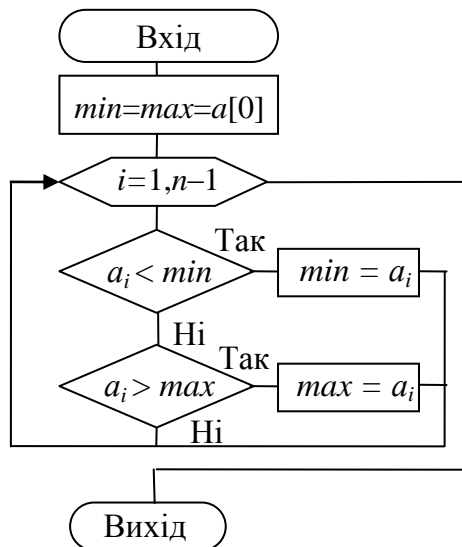 Вхід
min=max=a[0]
i=1,n–1
Так
aᵢ < min
min = aᵢ
Ні
Так
aᵢ > max
max = aᵢ
Ні
Вихід